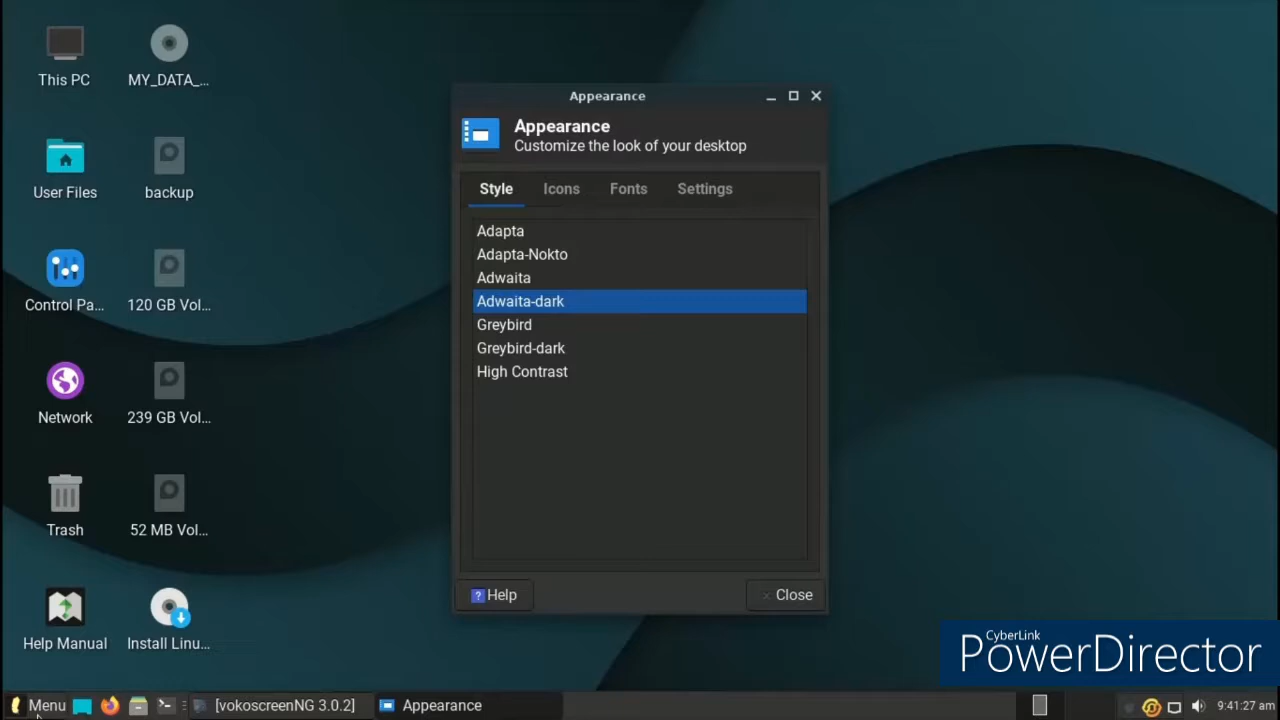 This PC
MY_DATA_...
User Files
backup
Control Pa...
120 GB Vol...
Network
239 GB Vol...
Trash
52 MB Vol...
Help Manual
Install Linu...
Appearance
Appearance
Customize the look of your desktop
Style Icons Fonts Settings
Adapta
Adapta-Nokto
Adwaita
Adwaita-dark
Greybird
Greybird-dark
High Contrast
? Help
Close
CyberLink
PowerDirector
Menu
[vokoscreenNG 3.0.2]
Appearance
9:41:27 am